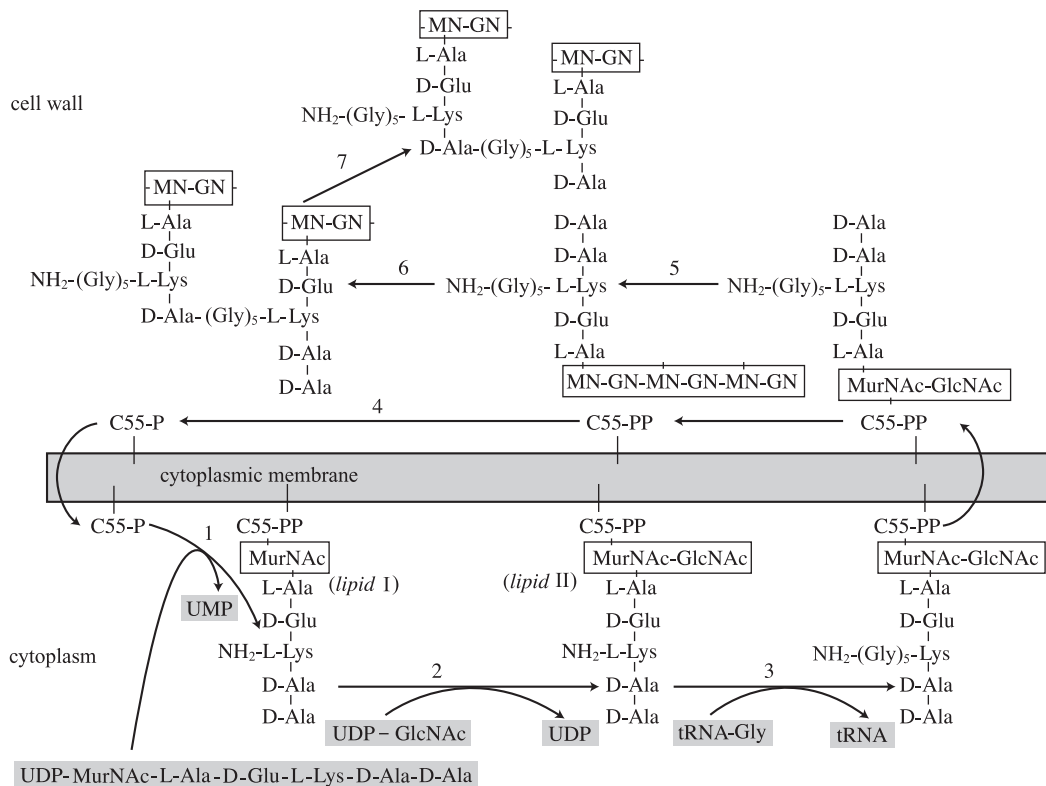 -MN-GN-
L-Ala
D-Glu
NH₂-(Gly)₅-L-Lys
D-Ala-(Gly)₅-L-Lys
-MN-GN-
L-Ala
D-Glu
D-Ala
cell wall
7
-MN-GN-
L-Ala
D-Glu
NH₂-(Gly)₅-L-Lys
D-Ala-(Gly)₅-L-Lys
-MN-GN-
L-Ala
D-Glu
D-Ala
D-Ala
6
D-Ala
D-Ala
NH₂-(Gly)₅-L-Lys
D-Glu
L-Ala
MN-GN-MN-GN-MN-GN
5
D-Ala
D-Ala
NH₂-(Gly)₅-L-Lys
D-Glu
L-Ala
MurNAc-GlcNAc
C55-P
4
C55-PP
C55-PP
cytoplasmic membrane
C55-P
1
UMP
C55-PP
MurNAc
(lipid I)
L-Ala
D-Glu
NH₂-L-Lys
D-Ala
D-Ala
C55-PP
MurNAc-GlcNAc
(lipid II)
L-Ala
D-Glu
NH₂-L-Lys
D-Ala
D-Ala
C55-PP
MurNAc-GlcNAc
L-Ala
D-Glu
NH₂-(Gly)₅-Lys
D-Ala
D-Ala
cytoplasm
2
UDP – GlcNAc
UDP
3
tRNA-Gly
tRNA
UDP-MurNAc-L-Ala-D-Glu-L-Lys-D-Ala-D-Ala